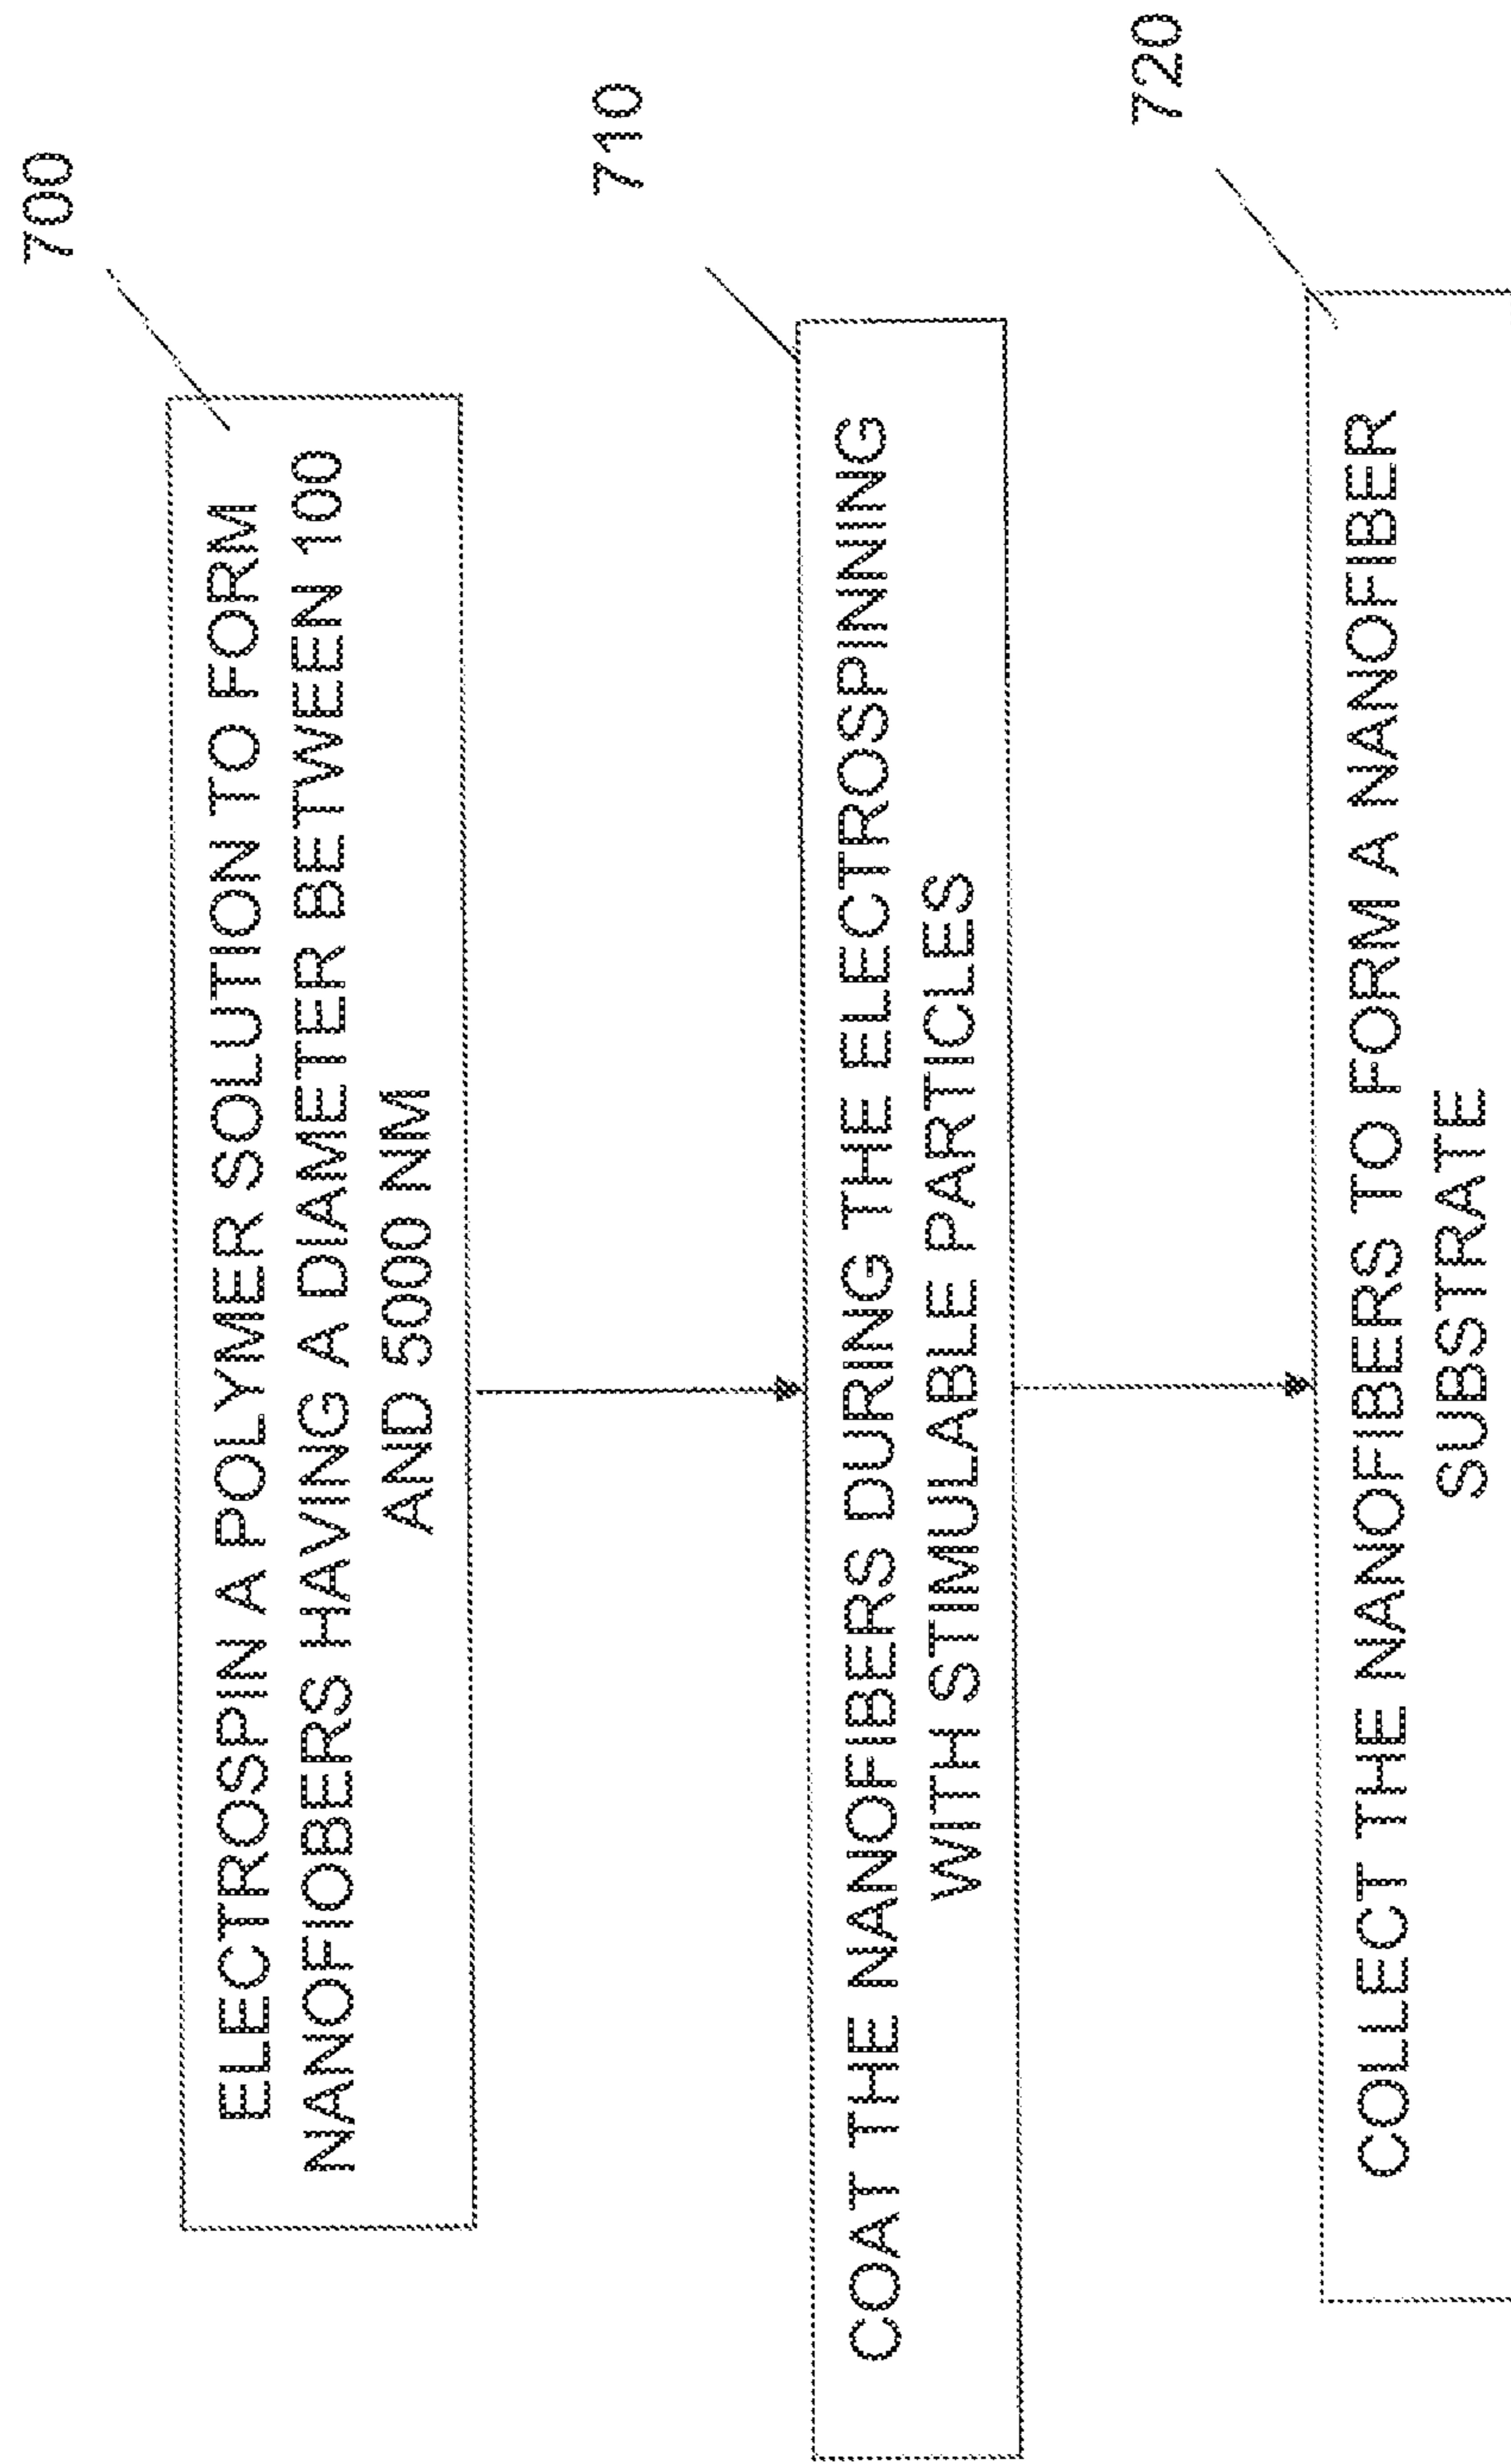 700
ELECTROSPIN A POLYMER SOLUTION TO FORM
NANOFIOBERS HAVING A DIAMETER BETWEEN 100
AND 5000 NM
710
COAT THE NANOFIBERS DURING THE ELECTROSPINNING
WITH STIMULABLE PARTICLES
720
COLLECT THE NANOFIBERS TO FORM A NANOFIBER
SUBSTRATE